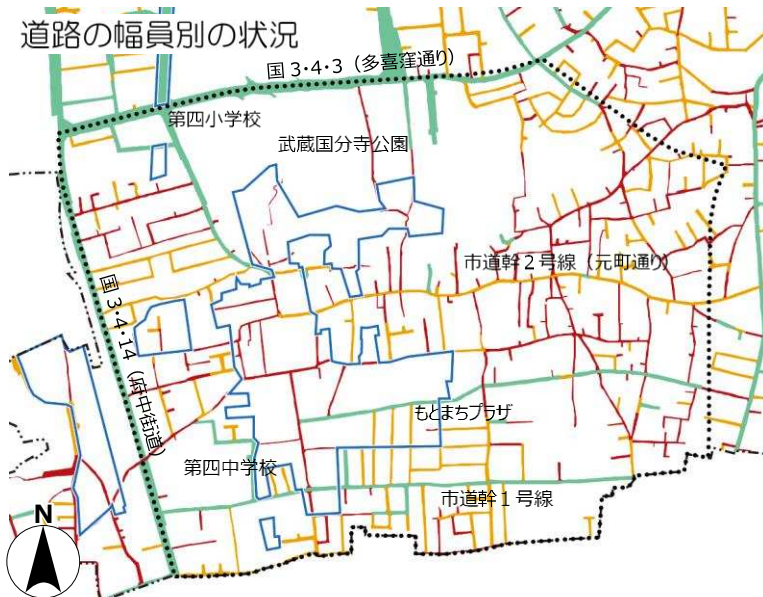 道路の幅員別の状況
国3・4・3（多喜窪通り）
第四小学校
武蔵国分寺公園
市道幹２号線（元町通り）
国3・4・14（府中街道）
もとまちプラザ
第四中学校
市道幹１号線
N